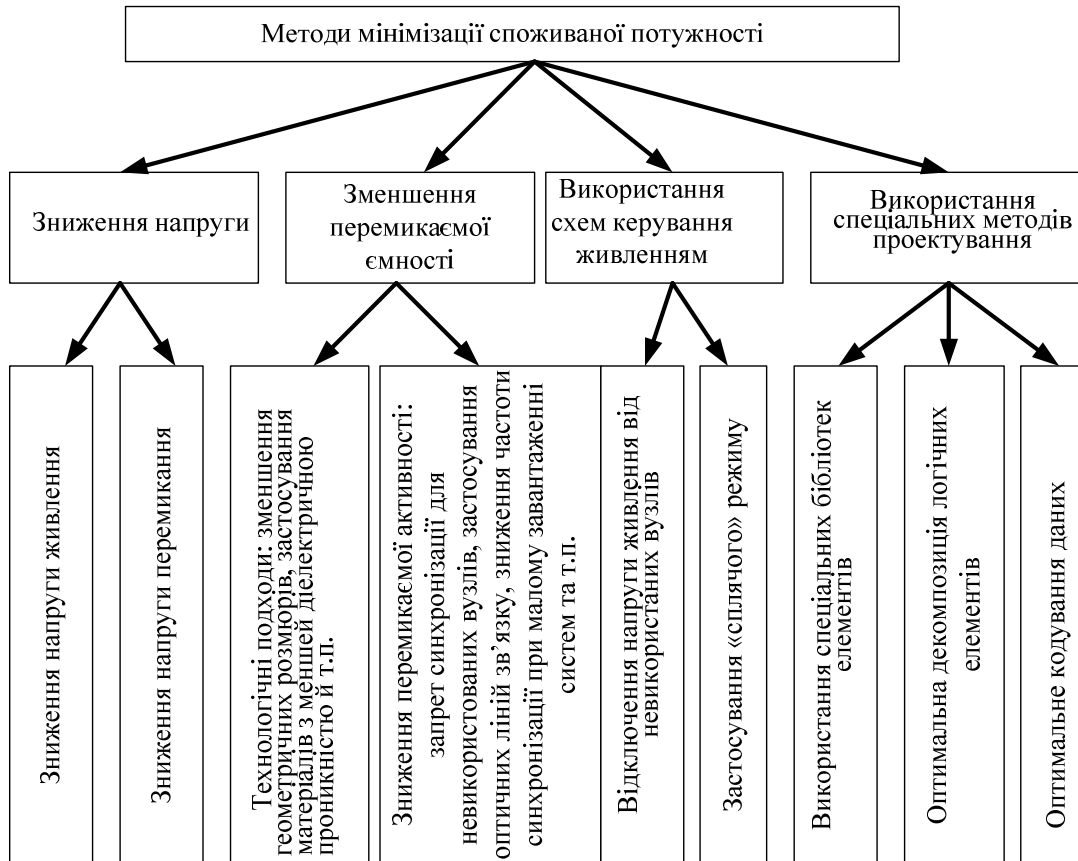 Методи мінімізації споживаної потужності
Зниження напруги
Зменшення
перемикаємої
ємності
Використання
схем керування
живленням
Використання
спеціальних методів
проектування
Зниження напруги живлення
Зниження напруги перемикання
Технологічні подходи: зменшення
геометричних розмюрів, застосування
матеріалів з меншей діелектричною
проникністю й т.п.
Зниження перемикаємої активності:
запрет синхронізації для
невикористованих вузлів, застосування
оптичних ліній зв’язку, зниження частоти
синхронізації при малому завантаженні
систем та т.п.
Відключення напруги живлення від
невикористаних вузлів
Застосування «сплячого» режиму
Використання спеціальних бібліотек
елементів
Оптимальна декомпозиція логічних
елементів
Оптимальне кодування даних